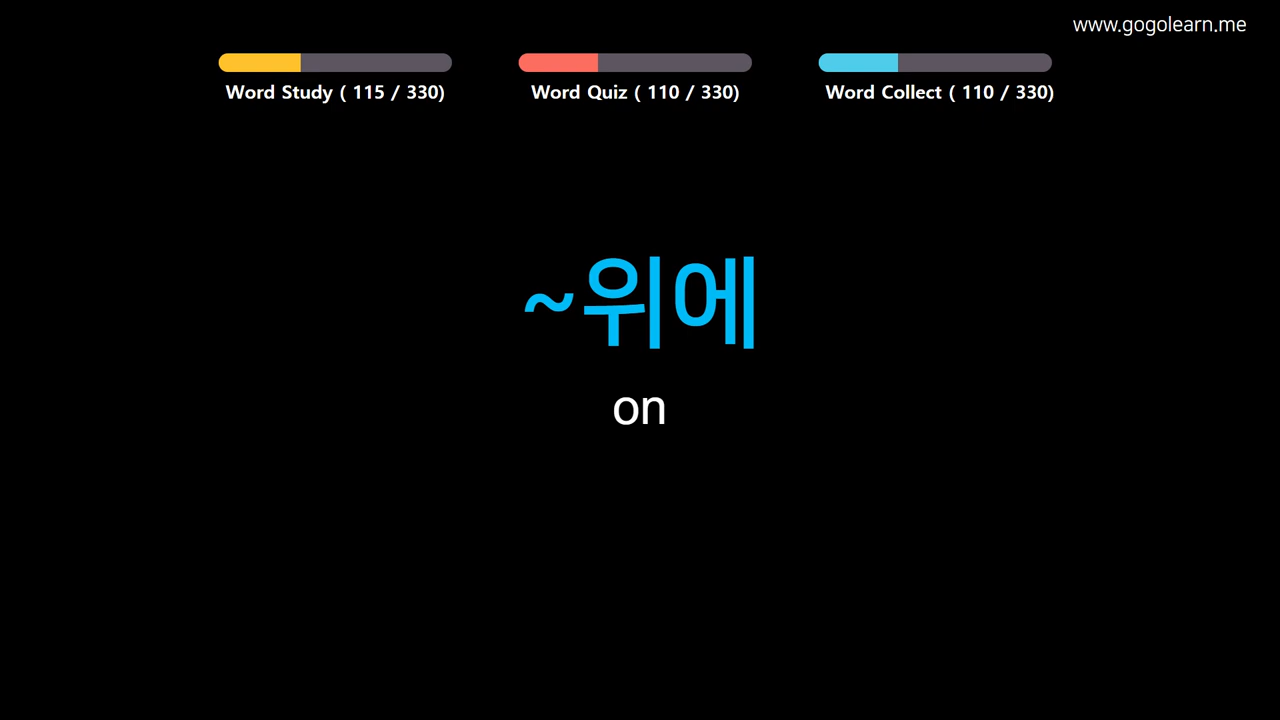 www.gogolearn.me
Word Study ( 115 / 330)
Word Quiz ( 110 / 330)
Word Collect ( 110 / 330)
~위에
on